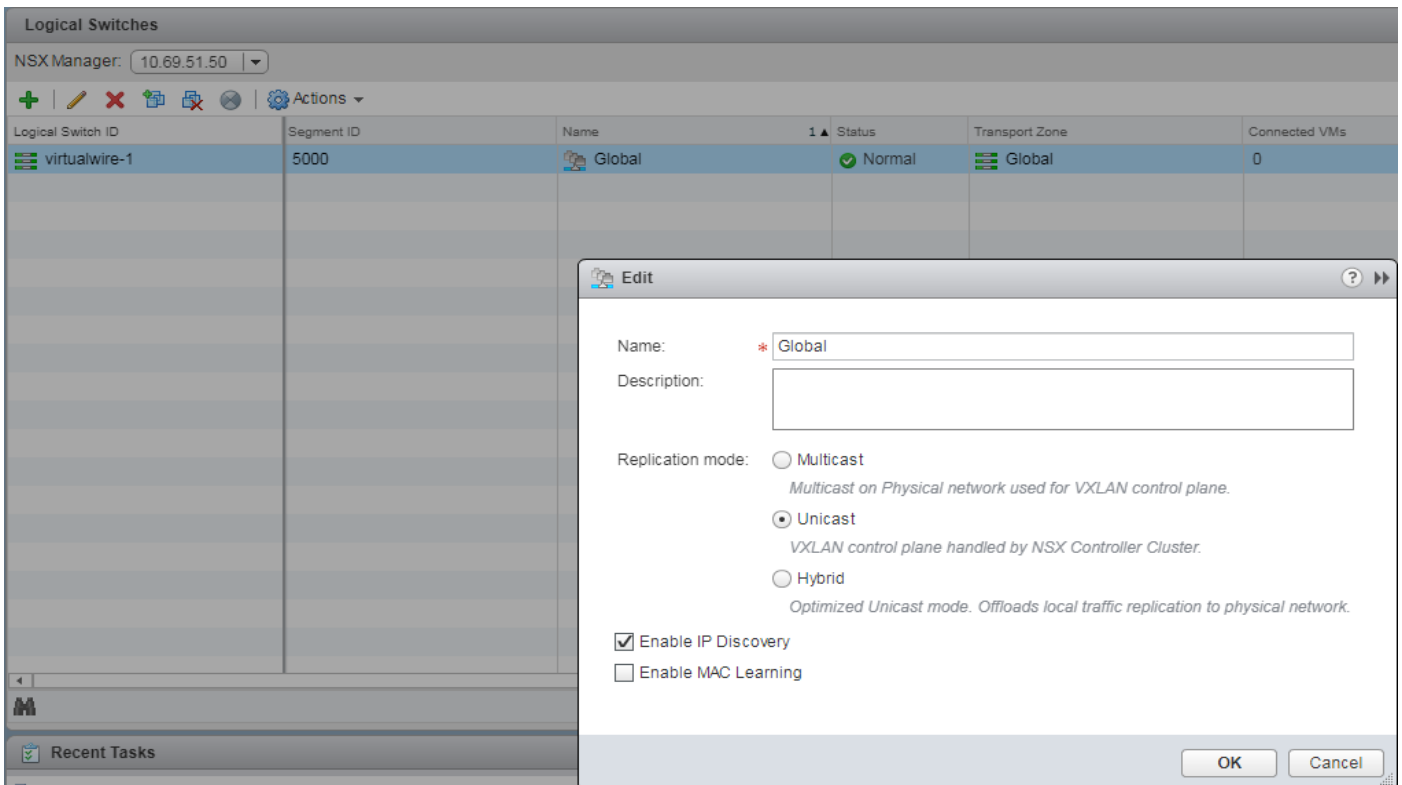 Logical Switches
NSX Manager: 10.69.51.50
Actions
Logical Switch ID Segment ID Name 1 Status Transport Zone Connected VMs
virtualwire-1 5000 Global Normal Global 0
Edit
Name: * Global
Description:
Replication mode: Multicast
Multicast on Physical network used for VXLAN control plane.
Unicast
VXLAN control plane handled by NSX Controller Cluster.
Hybrid
Optimized Unicast mode. Offloads local traffic replication to physical network.
Enable IP Discovery
Enable MAC Learning
Recent Tasks
OK Cancel